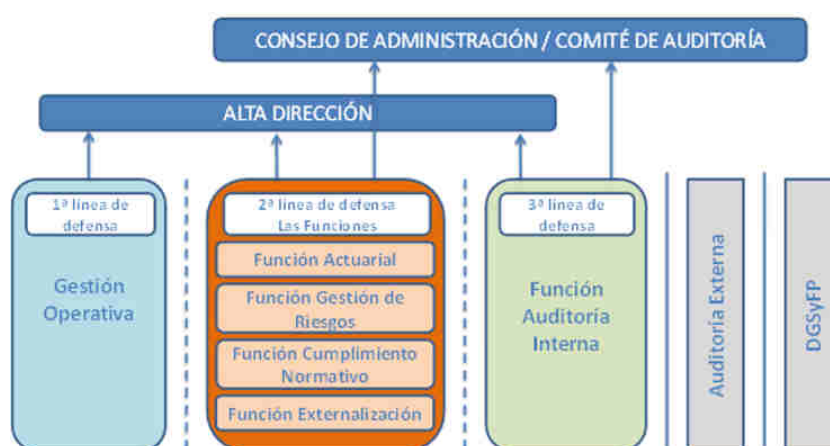 CONSEJO DE ADMINISTRACIÓN / COMITÉ DE AUDITORÍA
ALTA DIRECCIÓN
1ª línea de
defensa
Gestión
Operativa
2ª línea de defensa
Las Funciones
Función Actuarial
Función Gestión de
Riesgos
Función Cumplimiento
Normativo
Función Externalización
3ª línea de
defensa
Función
Auditoría
Interna
Auditoría Externa
DGSyFP